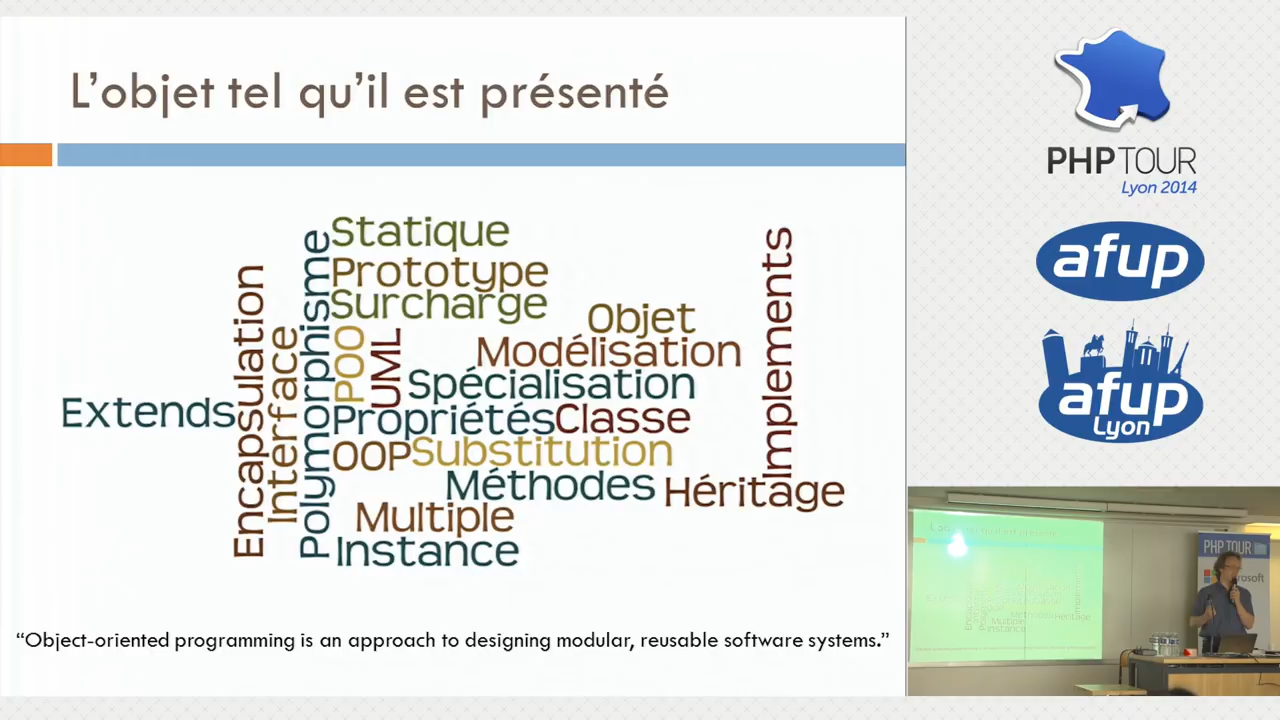 L'objet tel qu'il est présenté
Statique
Prototype
Surcharge
Objet
Modélisation
Spécialisation
Extends
Encapsulation
Interface
Polymorphisme
POO
UML
Propriétés
Classe
OOP
Substitution
Méthodes
Héritage
Implements
Multiple
Instance
“Object-oriented programming is an approach to designing modular, reusable software systems.”
PHP TOUR
Lyon 2014
afup
afup
Lyon
PHP TOUR